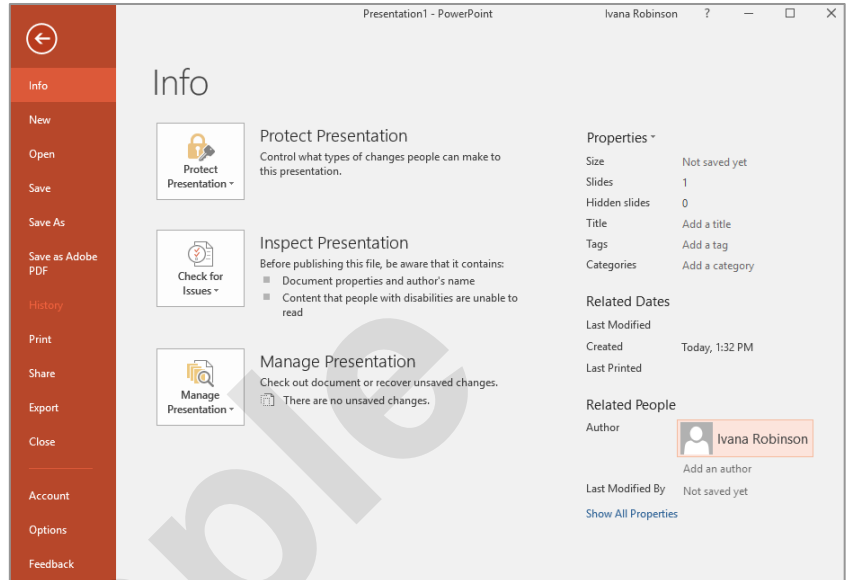 Presentation1 - PowerPoint
Ivana Robinson ?
Info
New
Open
Save
Save As
Save as Adobe
PDF
History
Print
Share
Export
Close
Account
Options
Feedback
Info
Protect
Presentation
Protect Presentation
Control what types of changes people can make to
this presentation.
Check for
Issues
Inspect Presentation
Before publishing this file, be aware that it contains:
Document properties and author's name
Content that people with disabilities are unable to
read
Manage
Presentation
Manage Presentation
Check out document or recover unsaved changes.
There are no unsaved changes.
Properties
Size Not saved yet
Slides 1
Hidden slides 0
Title Add a title
Tags Add a tag
Categories Add a category
Related Dates
Last Modified
Created Today, 1:32 PM
Last Printed
Related People
Author Ivana Robinson
Add an author
Last Modified By Not saved yet
Show All Properties
ple